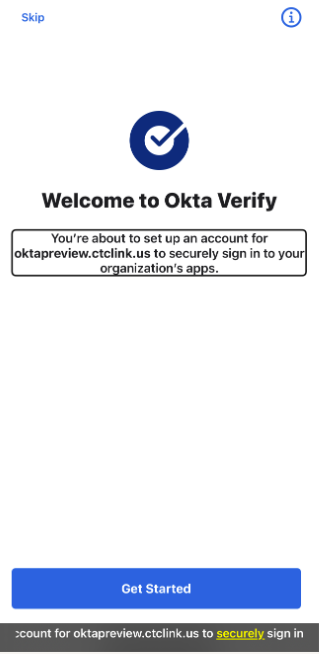 Skip
Welcome to Okta Verify
You're about to set up an account for
oktapreview.ctclink.us to securely sign in to your
organization's apps.
Get Started
ccount for oktapreview.ctclink.us to securely sign in